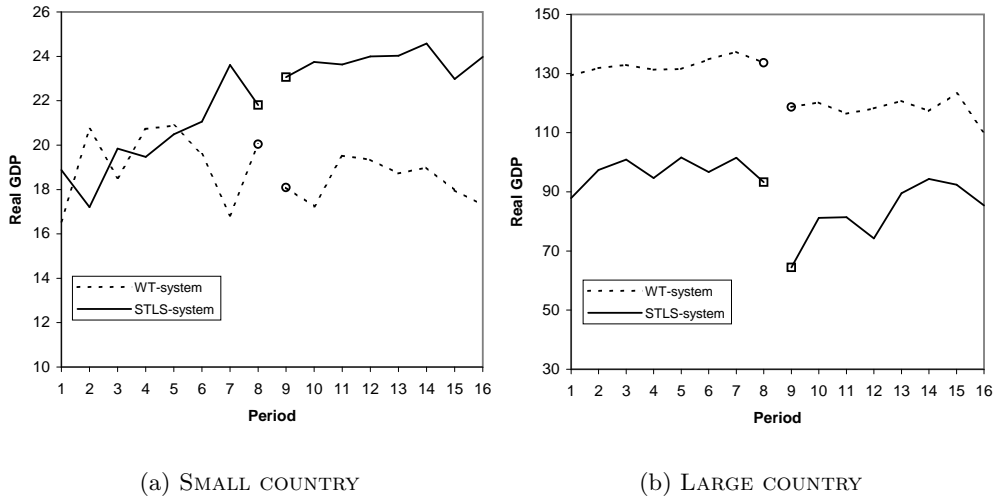 26
24
22
20
18
16
14
12
10
Real GDP
WT-system
STLS-system
1 2 3 4 5 6 7 8 9 10 11 12 13 14 15 16
Period
(a) SMALL COUNTRY
150
130
110
90
70
50
30
Real GDP
WT-system
STLS-system
1 2 3 4 5 6 7 8 9 10 11 12 13 14 15 16
Period
(b) LARGE COUNTRY